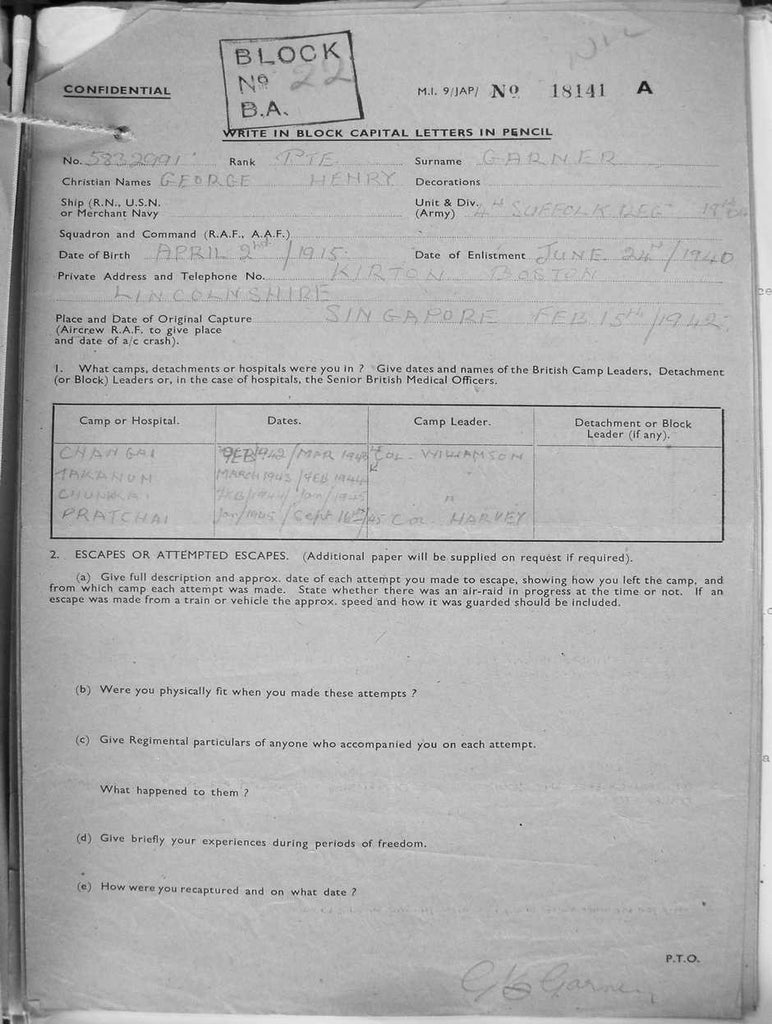 NIL
BLOCK
Nº 22
B.A.
CONFIDENTIAL
M.I. 9/JAP/ Nº 18141 A
WRITE IN BLOCK CAPITAL LETTERS IN PENCIL
No. 5832991 Rank PTE Surname GARNER
Christian Names GEORGE HENRY Decorations
Ship (R.N., U.S.N. or Merchant Navy
Unit & Div. (Army) 4th SUFFOLK REG 18th
Squadron and Command (R.A.F., A.A.F.)
Date of Birth APRIL 2nd /1915. Date of Enlistment JUNE 24th/1940
Private Address and Telephone No. KIRTON BOSTON
LINCOLNSHIRE
Place and Date of Original Capture SINGAPORE FEB. 15th/1942.
(Aircrew R.A.F. to give place
and date of a/c crash).
1. What camps, detachments or hospitals were you in ? Give dates and names of the British Camp Leaders, Detachment
(or Block) Leaders or, in the case of hospitals, the Senior British Medical Officers.
Camp or Hospital. Dates. Camp Leader. Detachment or Block
Leader (if any).
CHANGAI FEB/1942/MAR 1943 COL. WILLIAMSON
TAKANUN MARCH 1943/FEB 1944
CHUNKKAI FEB/1944/Jan/1945 "
PRATCHAI Jan/1945/Sept 16th/45 Col HARVEY
2. ESCAPES OR ATTEMPTED ESCAPES. (Additional paper will be supplied on request if required).
(a) Give full description and approx. date of each attempt you made to escape, showing how you left the camp, and
from which camp each attempt was made. State whether there was an air-raid in progress at the time or not. If an
escape was made from a train or vehicle the approx. speed and how it was guarded should be included.
(b) Were you physically fit when you made these attempts ?
(c) Give Regimental particulars of anyone who accompanied you on each attempt.
What happened to them ?
(d) Give briefly your experiences during periods of freedom.
(e) How were you recaptured and on what date ?
P.T.O.
Garner